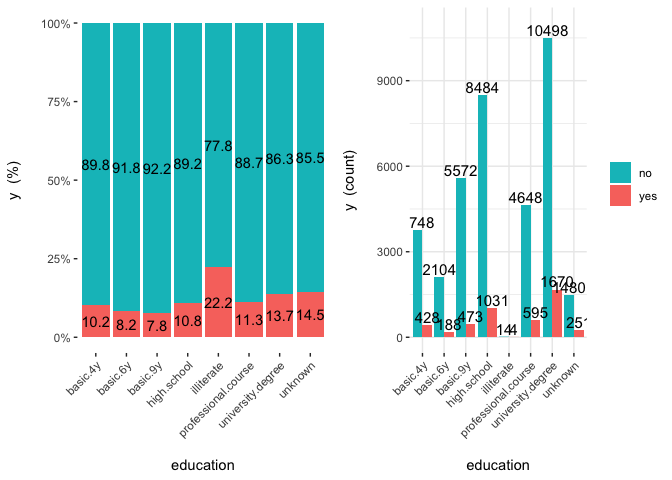 100%
75%
50%
25%
0%
y (%)
89.8 91.8 92.2 89.2 77.8 88.7 86.3 85.5
10.2 8.2 7.8 10.8 22.2 11.3 13.7 14.5
basic.4y
basic.6y
basic.9y
high.school
illiterate
professional.course
university.degree
unknown
education
9000
6000
3000
0
y (count)
748
428
2104
188
5572
473
8484
1031
14
4
4648
595
10498
1670
1480
251
basic.4y
basic.6y
basic.9y
high.school
illiterate
professional.course
university.degree
unknown
education
no
yes